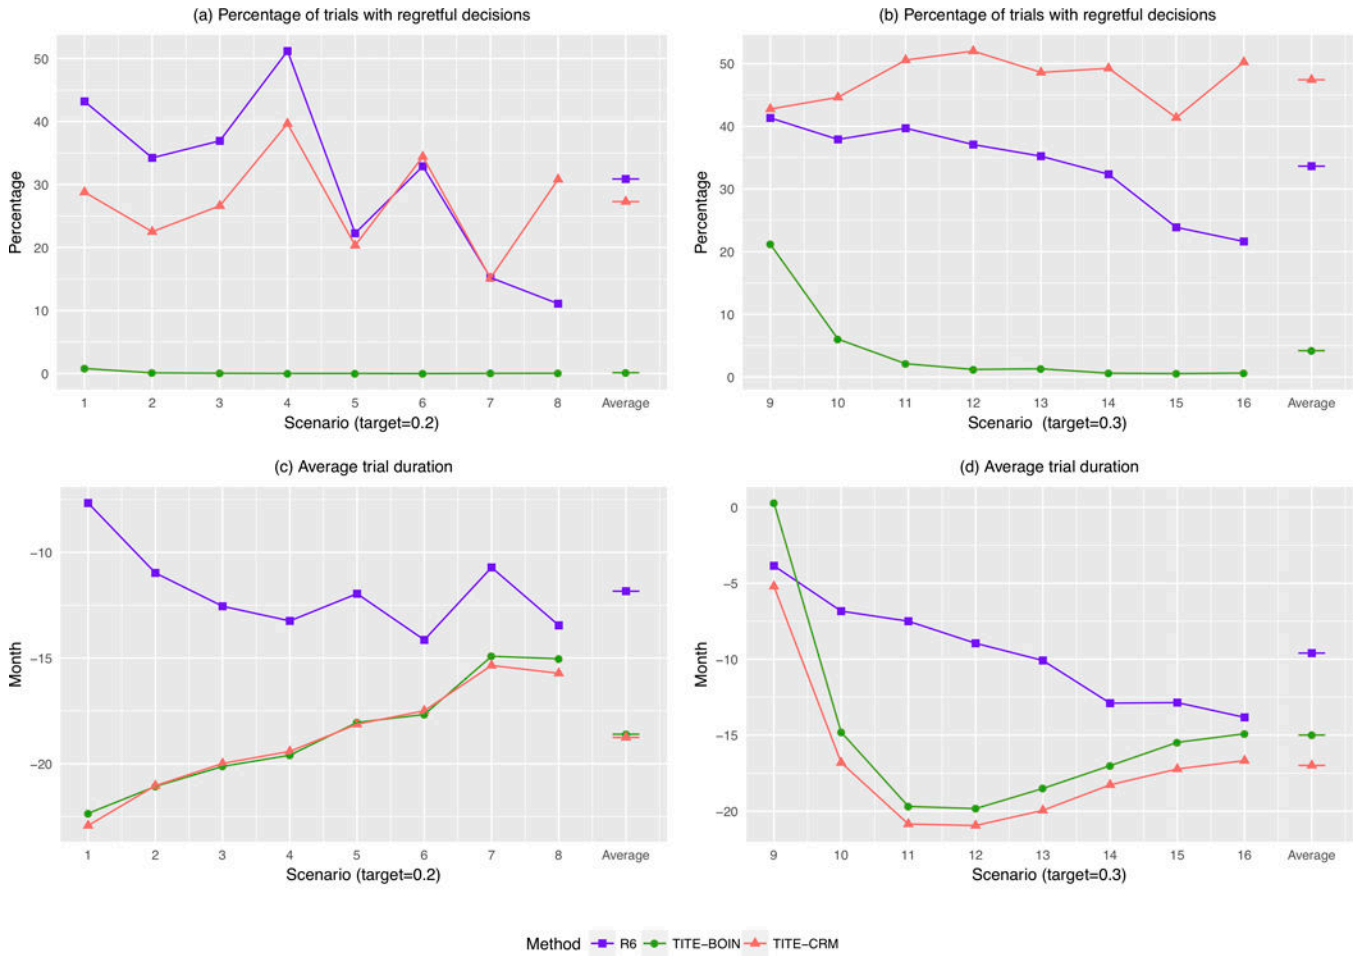 (a) Percentage of trials with regretful decisions
50
40
30
20
10
0
Percentage
1 2 3 4 5 6 7 8 Average
Scenario (target=0.2)
(b) Percentage of trials with regretful decisions
50
40
30
20
10
0
Percentage
9 10 11 12 13 14 15 16 Average
Scenario (target=0.3)
(c) Average trial duration
−10
−15
−20
Month
1 2 3 4 5 6 7 8 Average
Scenario (target=0.2)
(d) Average trial duration
0
−5
−10
−15
−20
Month
9 10 11 12 13 14 15 16 Average
Scenario (target=0.3)
Method R6 TITE−BOIN TITE−CRM